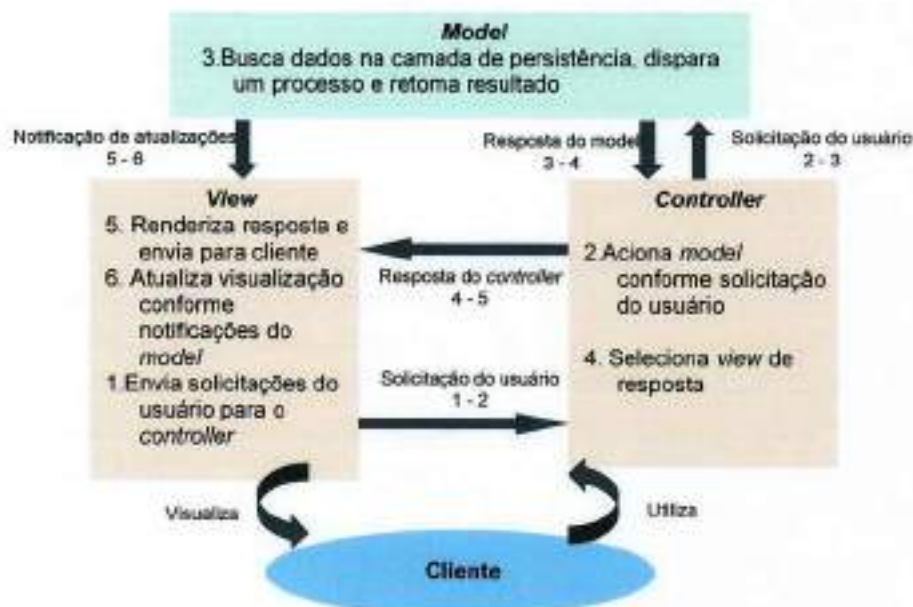 Model
3.Busca dados na camada de persistência, dispara
um processo e retorna resultado
Notificação de atualizações
5 - 6
Resposta do model
3 - 4
Solicitação do usuário
2 - 3
View
5. Renderiza resposta e
envia para cliente
6. Atualiza visualização
conforme
notificações do
model
1.Envia solicitações do
usuário para o
controller
Resposta do controller
4 - 5
Solicitação do usuário
1 - 2
Controller
2.Aciona model
conforme solicitação
do usuário
4. Seleciona view de
resposta
Visualiza
Utiliza
Cliente